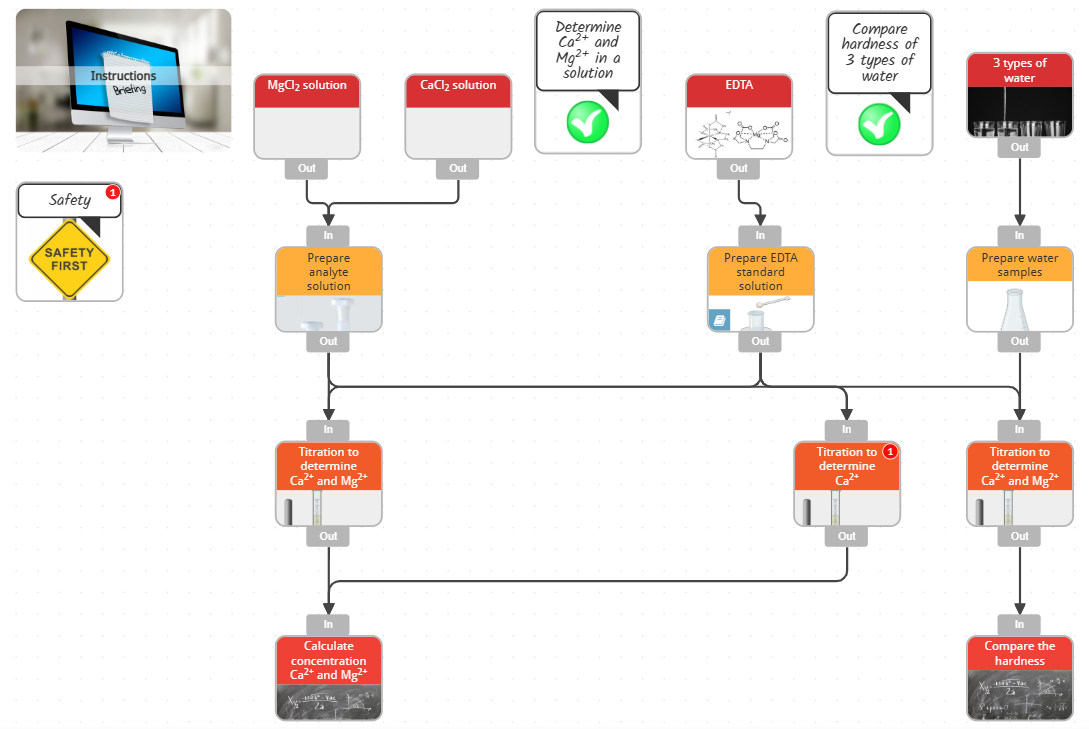 Instructions
Briefing
Safety
1
SAFETY
FIRST
MgCl₂ solution
Out
CaCl₂ solution
Out
Determine
Ca²⁺ and
Mg²⁺ in a
solution
EDTA
Out
Compare
hardness of
3 types of
water
3 types of
water
Out
In
Prepare
analyte
solution
Out
In
Prepare EDTA
standard
solution
Out
In
Prepare water
samples
Out
In
Titration to
determine
Ca²⁺ and Mg²⁺
Out
In
Titration to
1
determine
Ca²⁺
Out
In
Titration to
determine
Ca²⁺ and Mg²⁺
Out
In
Calculate
concentration
Ca²⁺ and Mg²⁺
In
Compare the
hardness